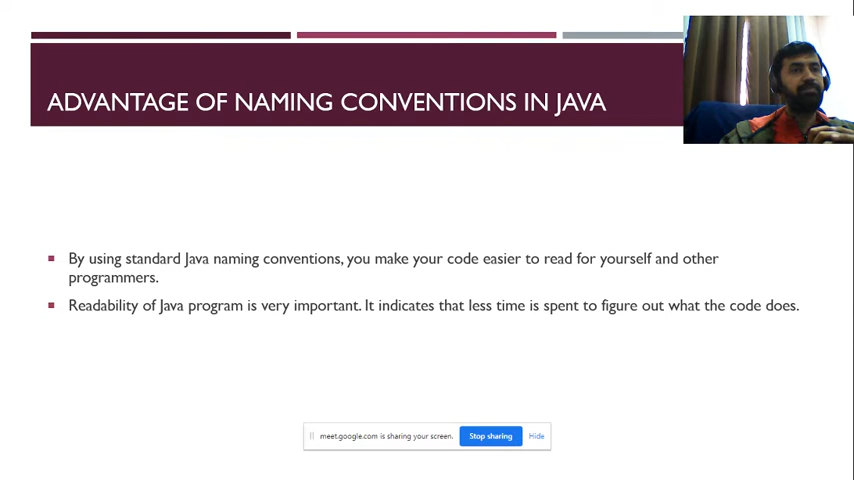 ADVANTAGE OF NAMING CONVENTIONS IN JAVA
By using standard Java naming conventions, you make your code easier to read for yourself and other
programmers.
Readability of Java program is very important. It indicates that less time is spent to figure out what the code does.
meet.google.com is sharing your screen. Stop sharing Hide